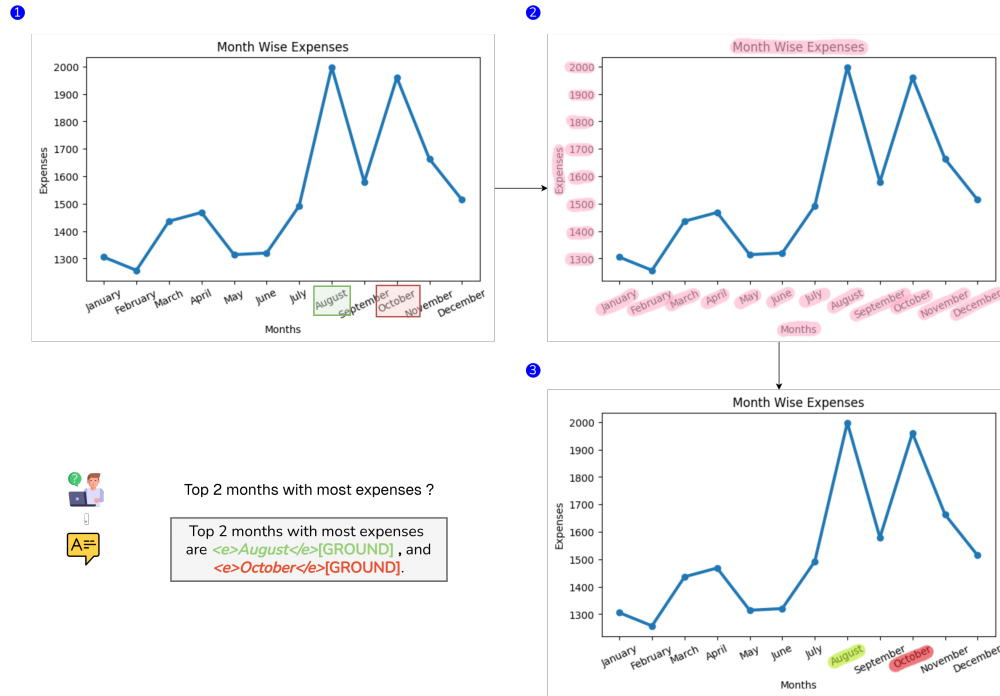 1
Month Wise Expenses
2000
1900
1800
1700
1600
1500
1400
1300
Expenses
January
February
March
April
May
June
July
August
September
October
November
December
Months
2
Month Wise Expenses
2000
1900
1800
1700
1600
1500
1400
1300
Expenses
January
February
March
April
May
June
July
August
September
October
November
December
Months
3
Month Wise Expenses
2000
1900
1800
1700
1600
1500
1400
1300
Expenses
January
February
March
April
May
June
July
August
September
October
November
December
Months
?
Top 2 months with most expenses ?
A
Top 2 months with most expenses
are <e>August</e>[GROUND] , and
<e>October</e>[GROUND].